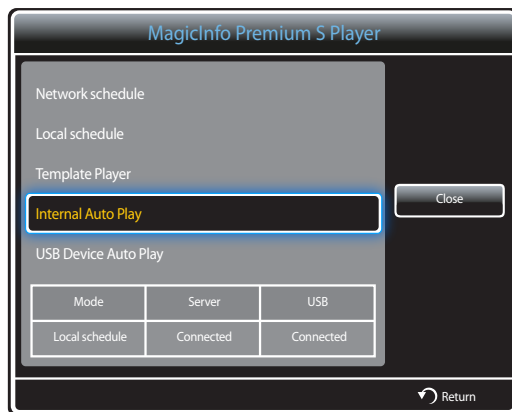 MagicInfo Premium S Player
Network schedule
Local schedule
Template Player
Internal Auto Play
Close
USB Device Auto Play
Mode Server USB
Local schedule Connected Connected
Return